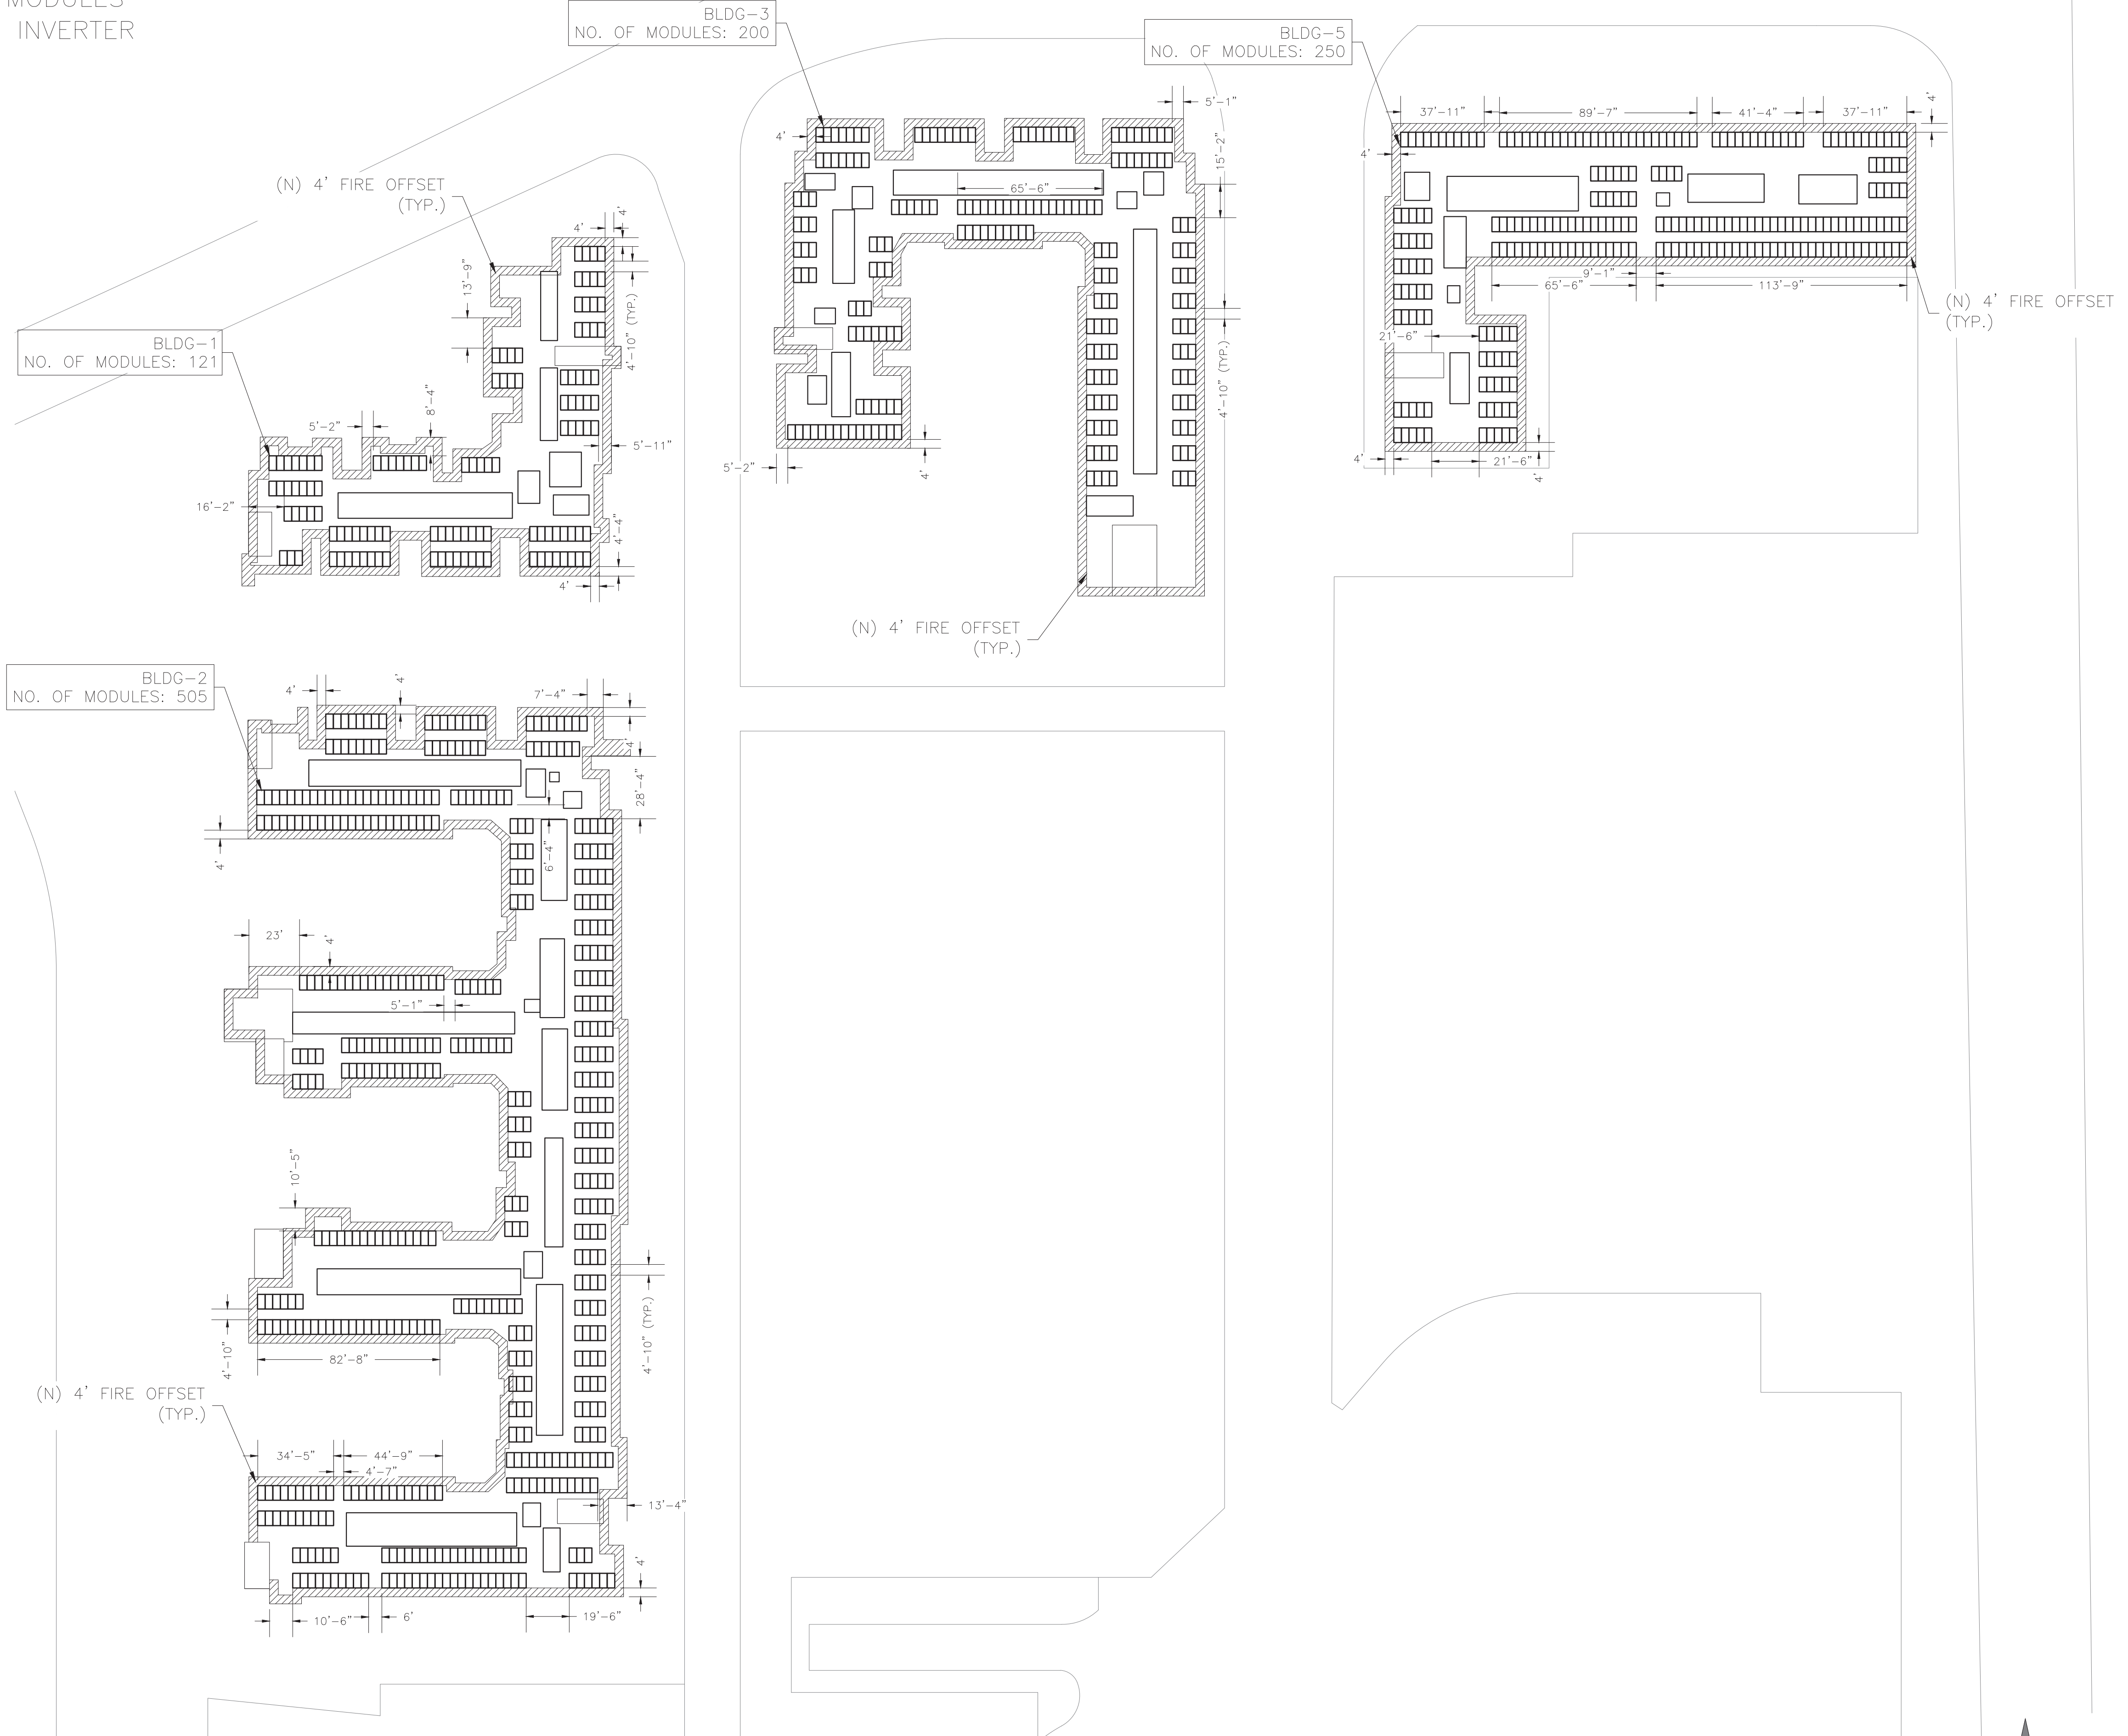 MODULES
INVERTER
BLDG-3
NO. OF MODULES: 200
BLDG-5
NO. OF MODULES: 250
5'-1"
4'
15'-2"
65'-6"
4'-10" (TYP.)
5'-2"
4'
(N) 4' FIRE OFFSET
(TYP.)
37'-11"
89'-7"
41'-4"
37'-11"
4'
4'
9'-1"
65'-6"
113'-9"
(N) 4' FIRE OFFSET
(TYP.)
21'-6"
4'
21'-6"
4'
(N) 4' FIRE OFFSET
(TYP.)
4'
4'
13'-9"
4'-10" (TYP.)
BLDG-1
NO. OF MODULES: 121
5'-2"
8'-4"
5'-11"
16'-2"
4'-4"
4'
BLDG-2
NO. OF MODULES: 505
4'
4'
7'-4"
4'
28'-4"
6'-4"
4'
23'
4'
5'-1"
10'-5"
4'-10" (TYP.)
4'-10"
82'-8"
(N) 4' FIRE OFFSET
(TYP.)
34'-5"
44'-9"
4'-7"
13'-4"
4'
10'-6"
6'
19'-6"